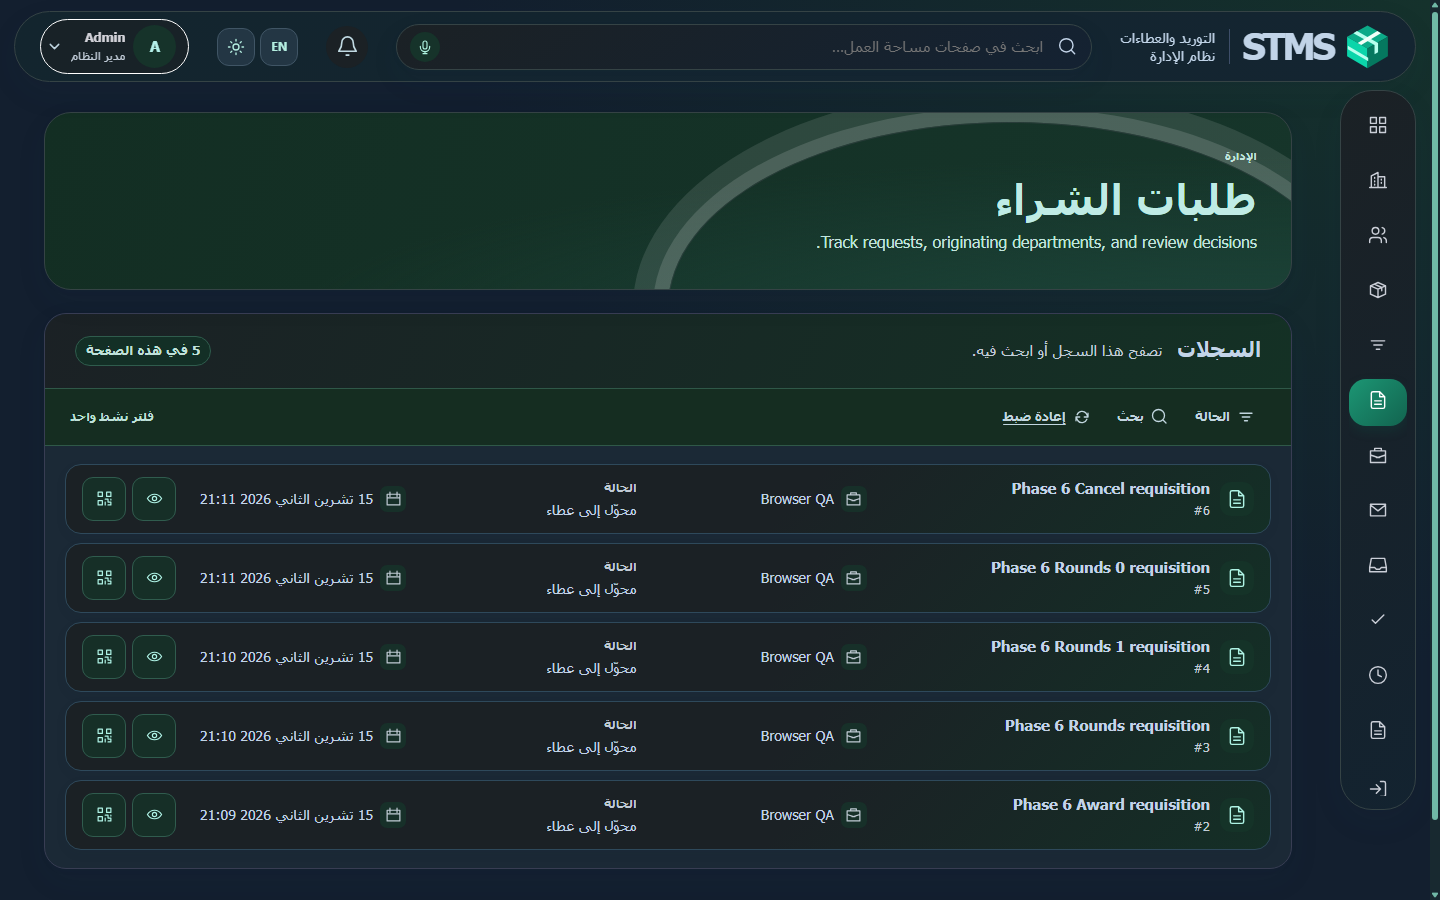 STMS
التوريد والعطاءات
نظام الإدارة
ابحث في صفحات مساحة العمل...
EN
A
Admin
مدير النظام
الإدارة
طلبات الشراء
Track requests, originating departments, and review decisions.
السجلات
تصفح هذا السجل أو ابحث فيه.
5 في هذه الصفحة
الحالة
بحث
إعادة ضبط
فلتر نشط واحد
Phase 6 Cancel requisition
#6
Browser QA
الحالة
محوّل إلى عطاء
15 تشرين الثاني 2026 21:11
Phase 6 Rounds 0 requisition
#5
Browser QA
الحالة
محوّل إلى عطاء
15 تشرين الثاني 2026 21:11
Phase 6 Rounds 1 requisition
#4
Browser QA
الحالة
محوّل إلى عطاء
15 تشرين الثاني 2026 21:10
Phase 6 Rounds requisition
#3
Browser QA
الحالة
محوّل إلى عطاء
15 تشرين الثاني 2026 21:10
Phase 6 Award requisition
#2
Browser QA
الحالة
محوّل إلى عطاء
15 تشرين الثاني 2026 21:09